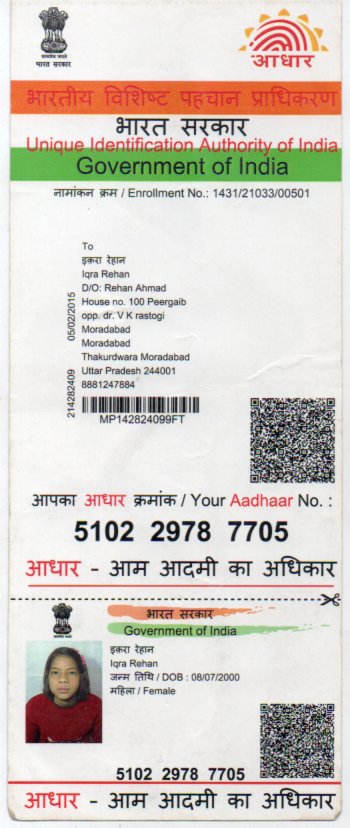 भारत सरकार
आधार
भारतीय विशिष्ट पहचान प्राधिकरण
भारत सरकार
Unique Identification Authority of India
Government of India
नामांकन क्रम / Enrollment No.: 1431/21033/00501
To
इक़रा रेहान
Iqra Rehan
D/O: Rehan Ahmad
House no. 100 Peergaib
opp. dr. V K rastogi
Moradabad
Moradabad
Thakurdwara Moradabad
Uttar Pradesh 244001
8881247884
214282409 05/02/2015
MP142824099FT
आपका आधार क्रमांक / Your Aadhaar No. :
5102 2978 7705
आधार - आम आदमी का अधिकार
भारत सरकार
Government of India
इक़रा रेहान
Iqra Rehan
जन्म तिथि / DOB : 08/07/2000
महिला / Female
5102 2978 7705
आधार - आम आदमी का अधिकार